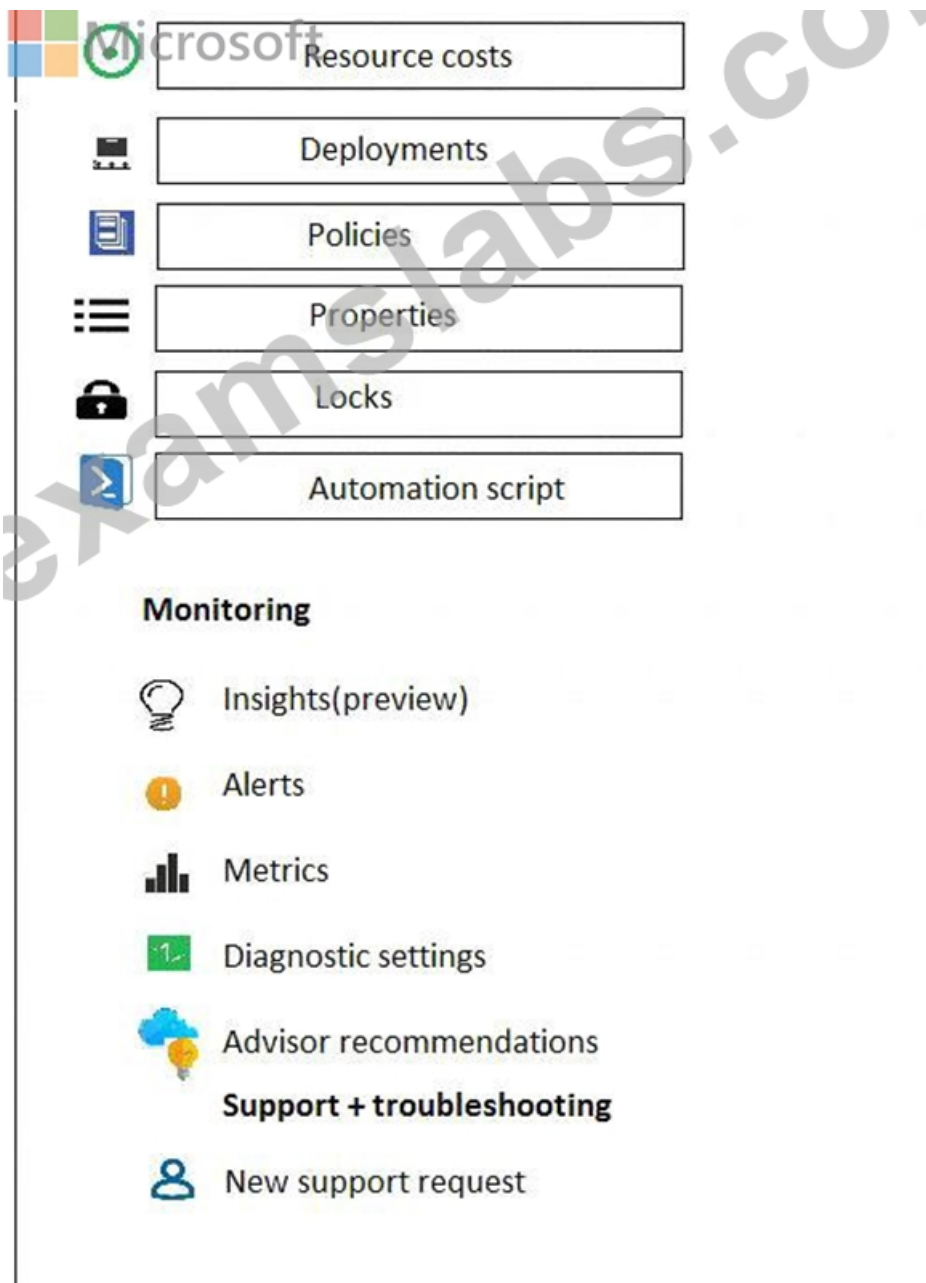 Microsoft
Resource costs
Deployments
Policies
Properties
Locks
Automation script
examslabs.co
Monitoring
Insights(preview)
Alerts
Metrics
Diagnostic settings
Advisor recommendations
Support + troubleshooting
New support request